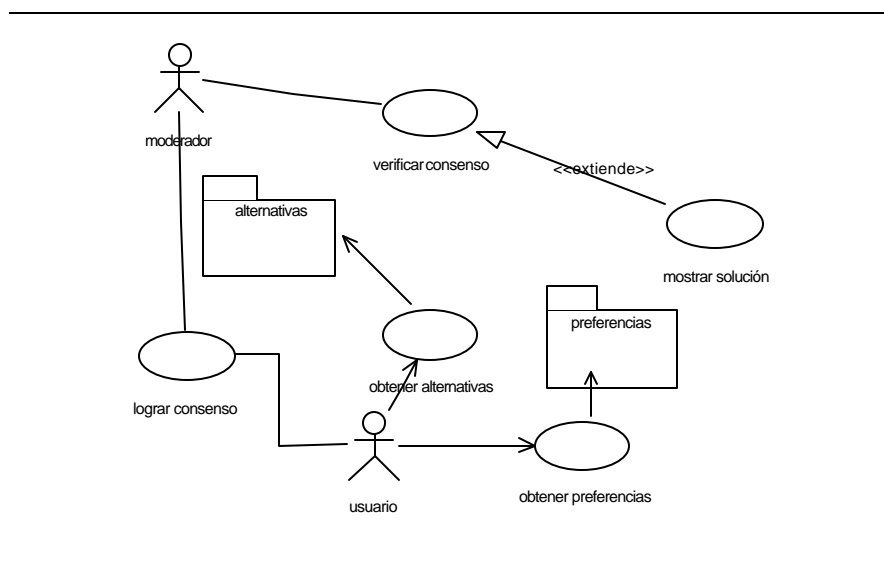 moderador
verificar consenso
<<extiende>>
alternativas
mostrar solución
preferencias
obtener alternativas
lograr consenso
obtener preferencias
usuario